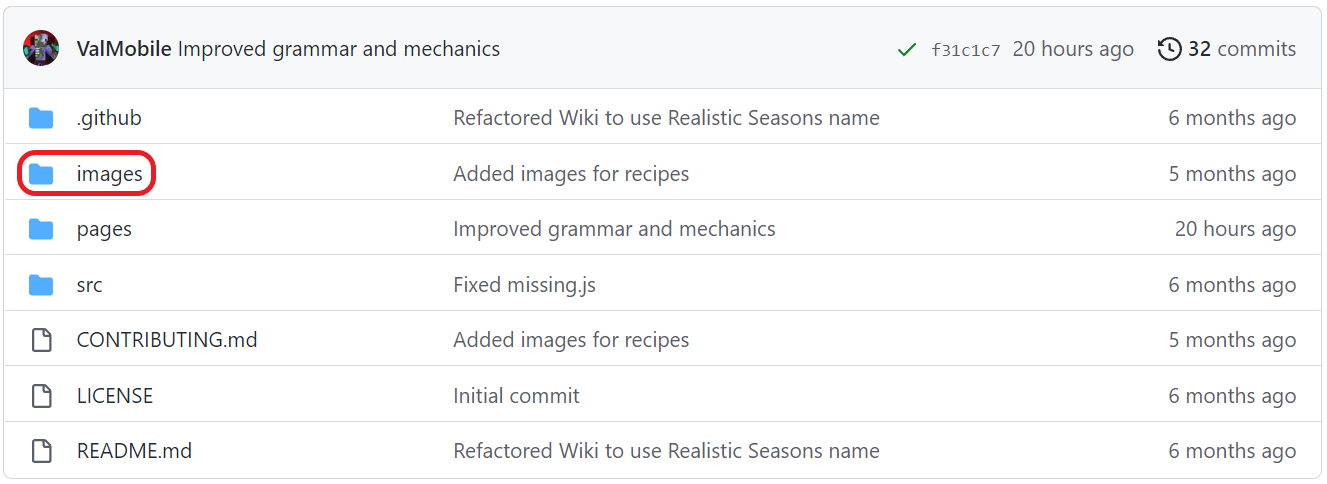 ValMobile Improved grammar and mechanics f31c1c7 20 hours ago 32 commits
.github Refactored Wiki to use Realistic Seasons name 6 months ago
images Added images for recipes 5 months ago
pages Improved grammar and mechanics 20 hours ago
src Fixed missing.js 6 months ago
CONTRIBUTING.md Added images for recipes 5 months ago
LICENSE Initial commit 6 months ago
README.md Refactored Wiki to use Realistic Seasons name 6 months ago